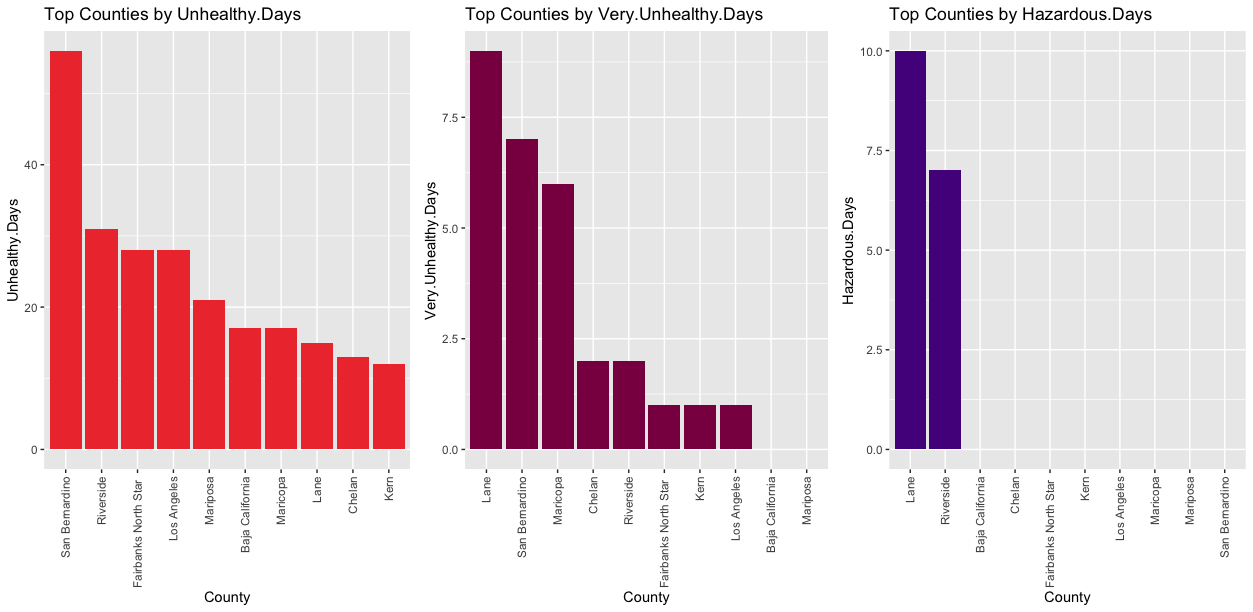 Top Counties by Unhealthy.Days
Unhealthy.Days
40
20
0
San Bernardino
Riverside
Fairbanks North Star
Los Angeles
Mariposa
Baja California
Maricopa
Lane
Chelan
Kern
County
Top Counties by Very.Unhealthy.Days
Very.Unhealthy.Days
7.5
5.0
2.5
0.0
Lane
San Bernardino
Maricopa
Chelan
Riverside
Fairbanks North Star
Kern
Los Angeles
Baja California
Mariposa
County
Top Counties by Hazardous.Days
Hazardous.Days
10.0
7.5
5.0
2.5
0.0
Lane
Riverside
Baja California
Chelan
Fairbanks North Star
Kern
Los Angeles
Maricopa
Mariposa
San Bernardino
County